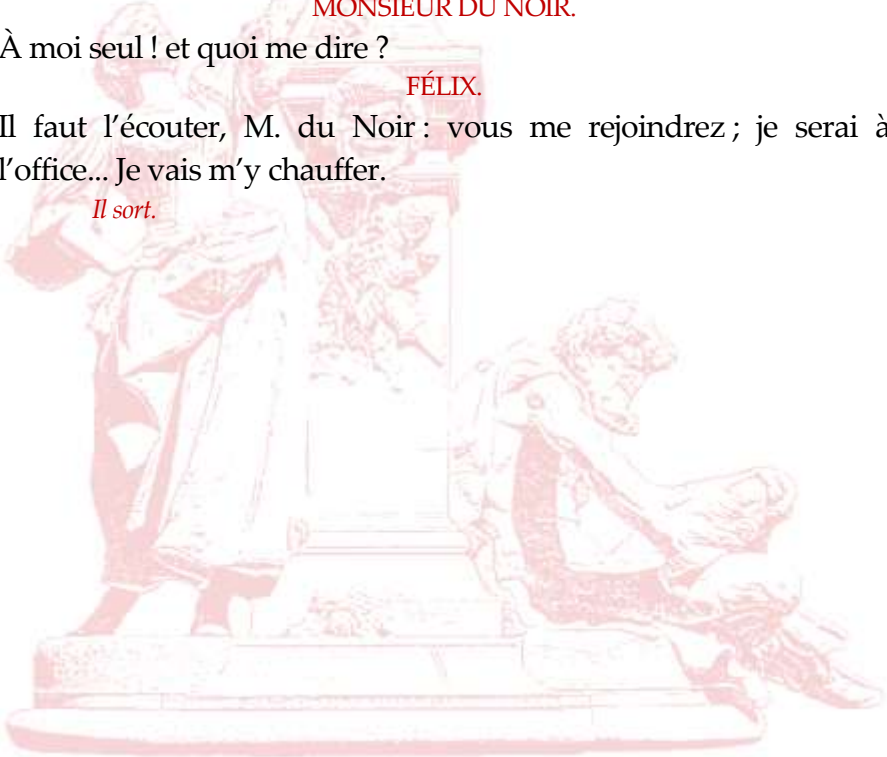 MONSIEUR DU NOIR.
À moi seul ! et quoi me dire ?
FÉLIX.
Il faut l'écouter, M. du Noir : vous me rejoindrez ; je serai à
l'office... Je vais m'y chauffer.
Il sort.